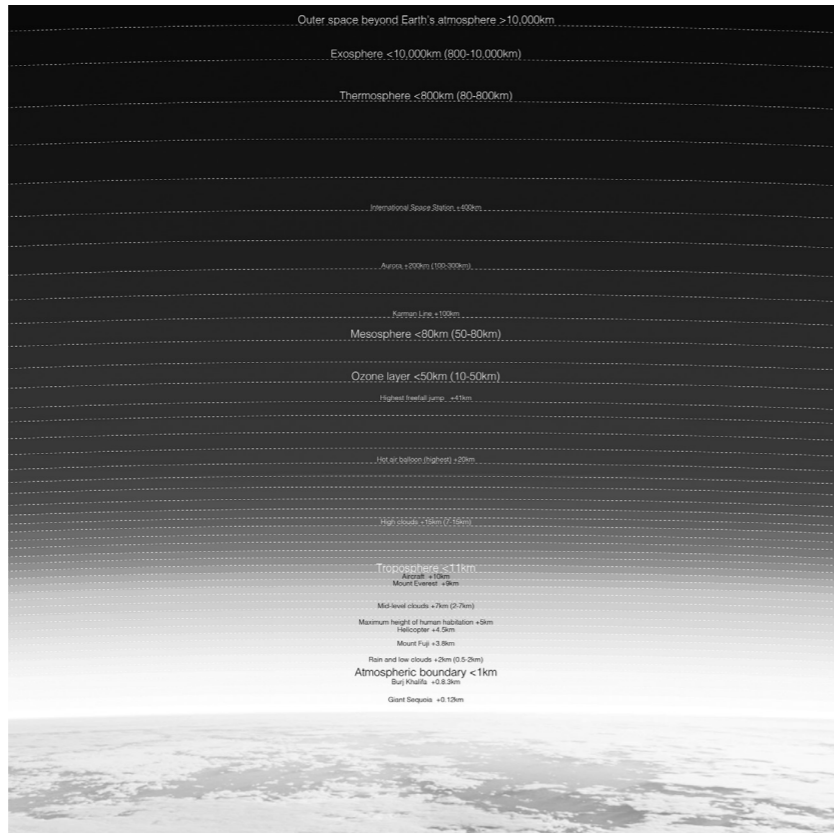 Outer space beyond Earth's atmosphere >10,000km
Exosphere <10,000km (800-10,000km)
Thermosphere <800km (80-800km)
International Space Station +400km
Aurora +200km (100-300km)
Karman Line +100km
Mesosphere <80km (50-80km)
Ozone layer <50km (10-50km)
Highest freefall jump +41km
Hot air balloon (highest) +20km
High clouds +15km (7-15km)
Troposphere <11km
Aircraft +10km
Mount Everest +9km
Mid-level clouds +7km (2-7km)
Maximum height of human habitation +5km
Helicopter +4.5km
Mount Fuji +3.8km
Rain and low clouds +2km (0.5-2km)
Atmospheric boundary <1km
Burj Khalifa +0.8.3km
Giant Sequois +0.12km